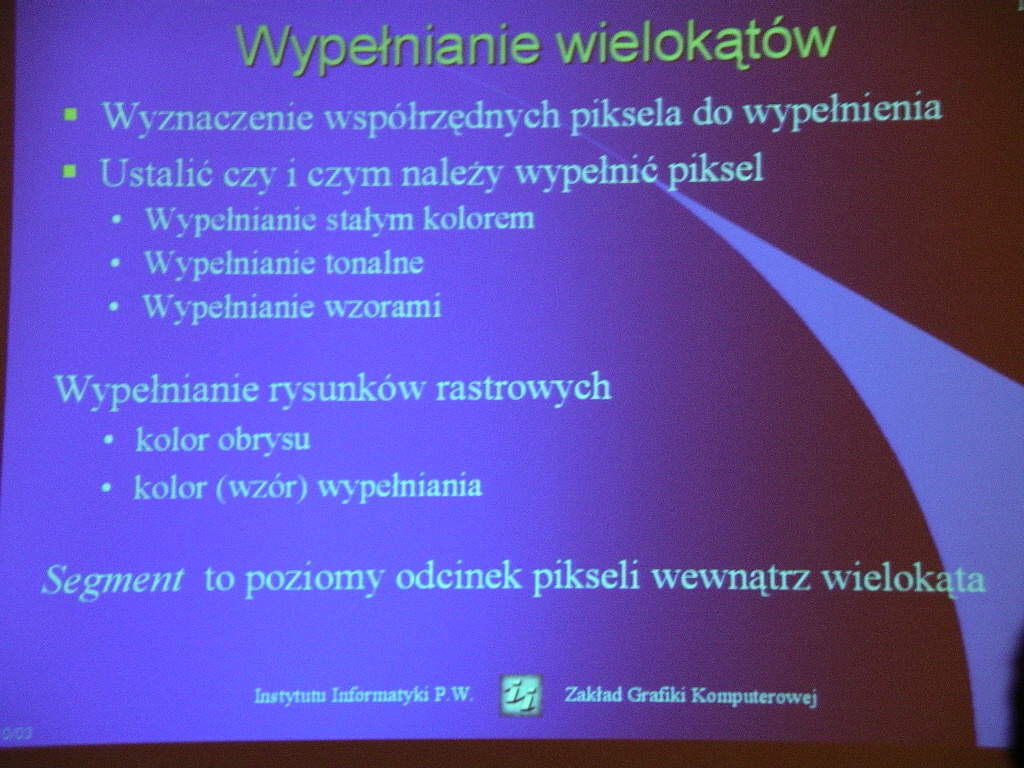 Wypełnianie wielokątów
Wyznaczenie współrzędnych piksela do wypełnienia
Ustalić czy i czym należy wypełnić piksel
Wypełnianie stałym kolorem
Wypełnianie tonalne
Wypełnianie wzorami
Wypełnianie rysunków rastrowych
kolor obrysu
kolor (wzór) wypełniania
Segment to poziomy odcinek pikseli wewnątrz wielokąta
Instytutu Informatyki P.W. ii Zakład Grafiki Komputerowej
0/03